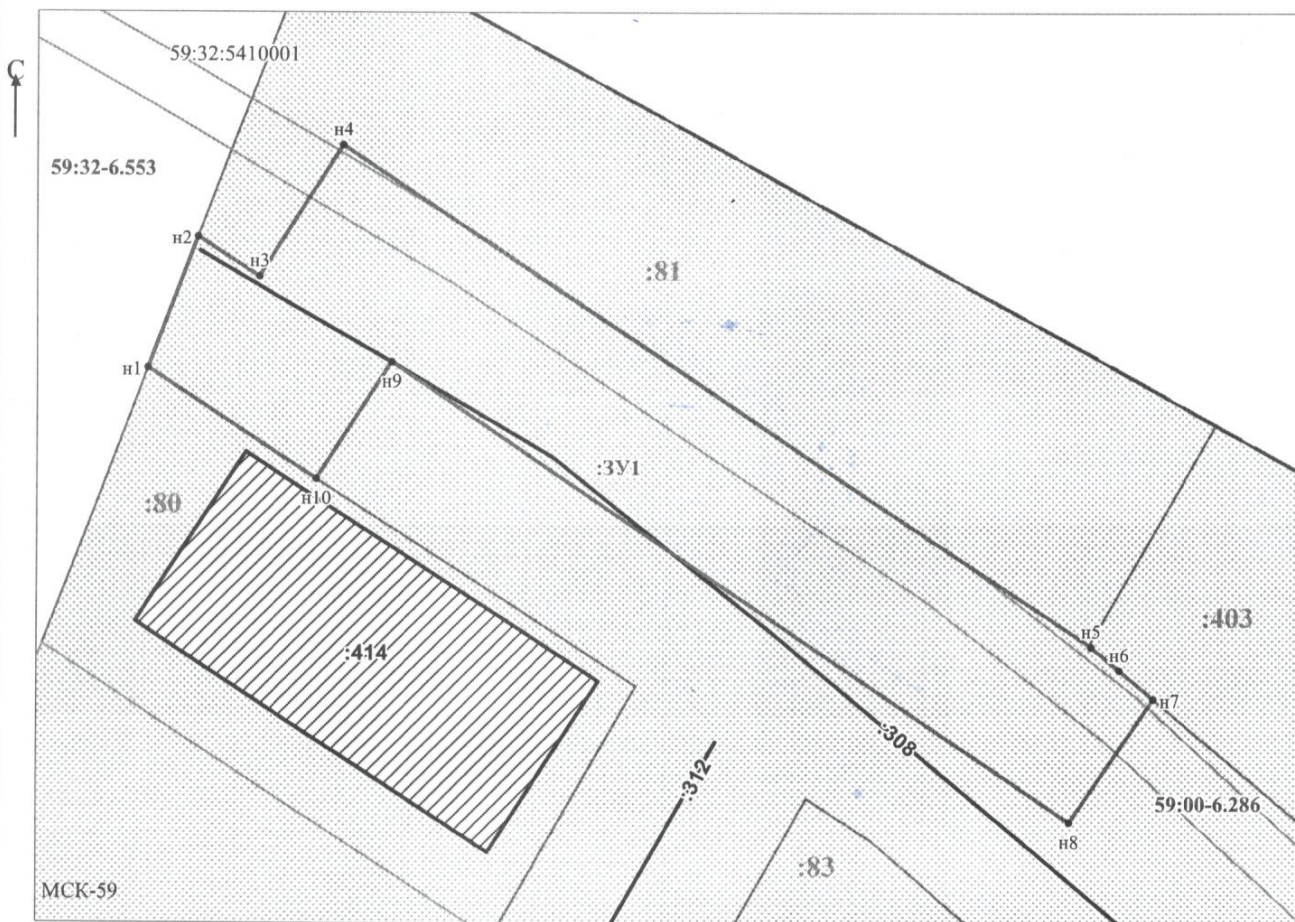 59:32:5410001
С
н4
59:32-6.553
н2
н3
:81
н1
н9
:ЗУ1
:80
н10
:403
н5
:414
н6
н7
:308
:312
59:00-6.286
н8
:83
МСК-59